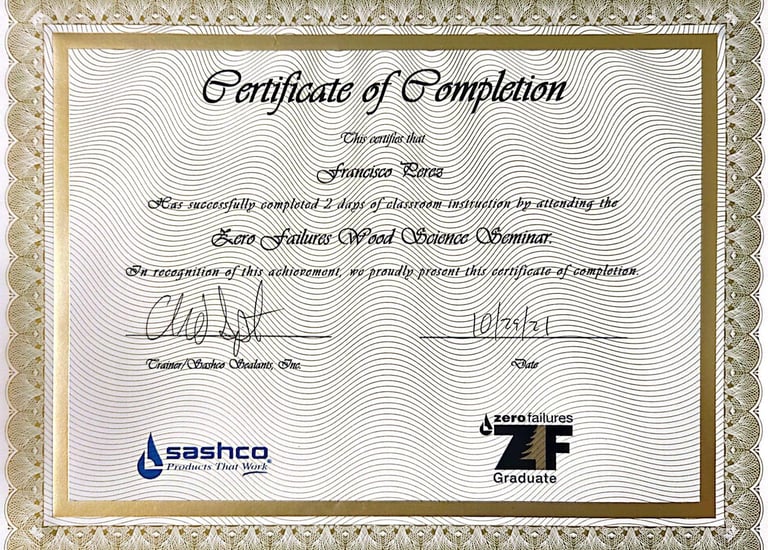 Certificate of Completion
This certifies that
Francisco Perez
Has successfully completed 2 days of classroom instruction by attending the
Zero Failures Wood Science Seminar.
In recognition of this achievement, we proudly present this certificate of completion.
10/29/21
Trainer/Sashco Sealants, Inc.
Date
sashco®
Products That Work
zerofailures
ZF
Graduate